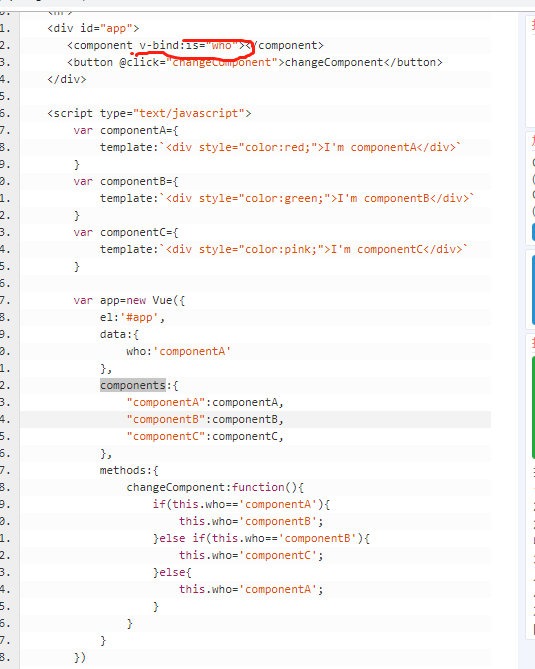 1. <div id="app">
2. <component v-bind:is="who"></component>
3. <button @click="changeComponent">changeComponent</button>
4. </div>
5.
6. <script type="text/javascript">
7. var componentA={
8. template:`<div style="color:red;">I'm componentA</div>`
9. }
0. var componentB={
1. template:`<div style="color:green;">I'm componentB</div>`
2. }
3. var componentC={
4. template:`<div style="color:pink;">I'm componentC</div>`
5. }
6.
7. var app=new Vue({
8. el:'#app',
9. data:{
0. who:'componentA'
1. },
2. components:{
3. "componentA":componentA,
4. "componentB":componentB,
5. "componentC":componentC,
6. },
7. methods:{
8. changeComponent:function(){
9. if(this.who=='componentA'){
0. this.who='componentB';
1. }else if(this.who=='componentB'){
2. this.who='componentC';
3. }else{
4. this.who='componentA';
5. }
6. }
7. }
8. })